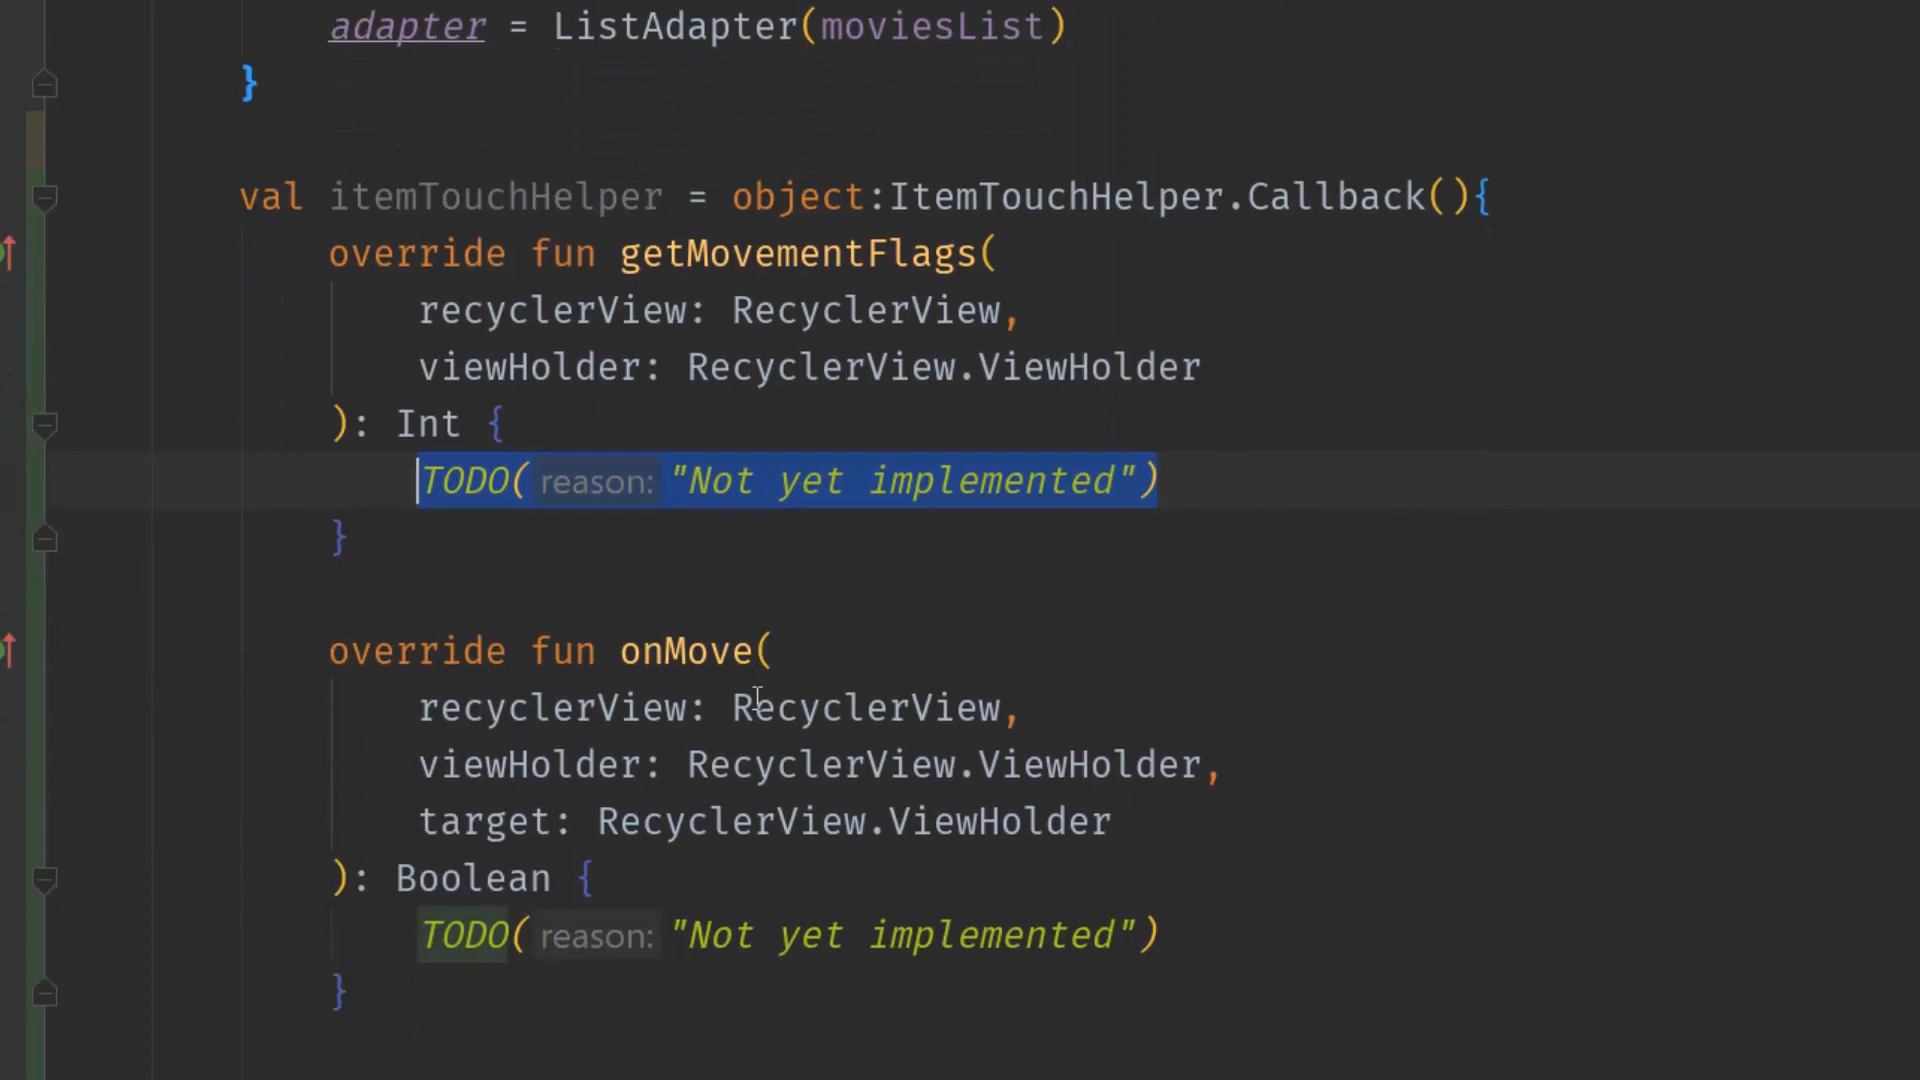 adapter = ListAdapter(moviesList)
}
val itemTouchHelper = object:ItemTouchHelper.Callback(){
override fun getMovementFlags(
recyclerView: RecyclerView,
viewHolder: RecyclerView.ViewHolder
): Int {
TODO( reason: "Not yet implemented")
}
override fun onMove(
recyclerView: RecyclerView,
viewHolder: RecyclerView.ViewHolder,
target: RecyclerView.ViewHolder
): Boolean {
TODO( reason: "Not yet implemented")
}